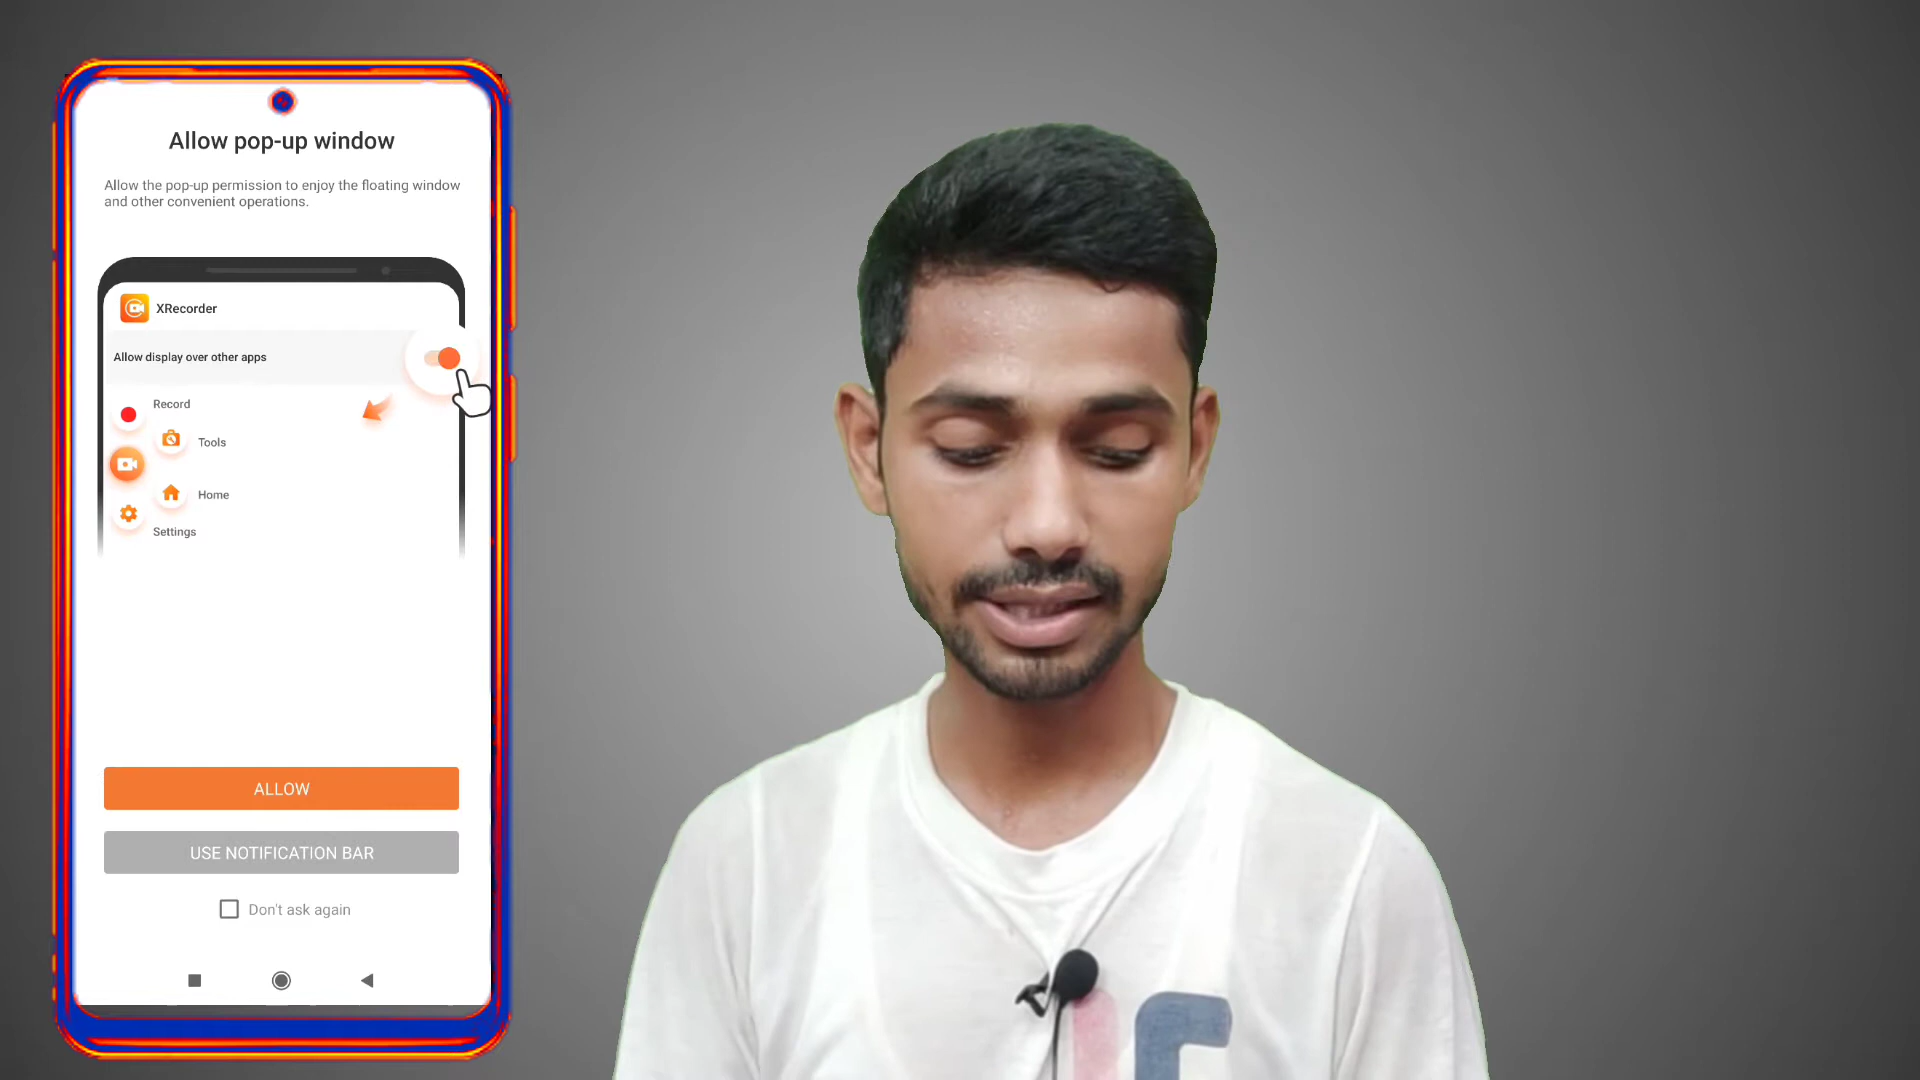 Allow pop-up window
Allow the pop-up permission to enjoy the floating window
and other convenient operations.
XRecorder
Allow display over other apps
Record
Tools
Home
Settings
ALLOW
USE NOTIFICATION BAR
Don't ask again